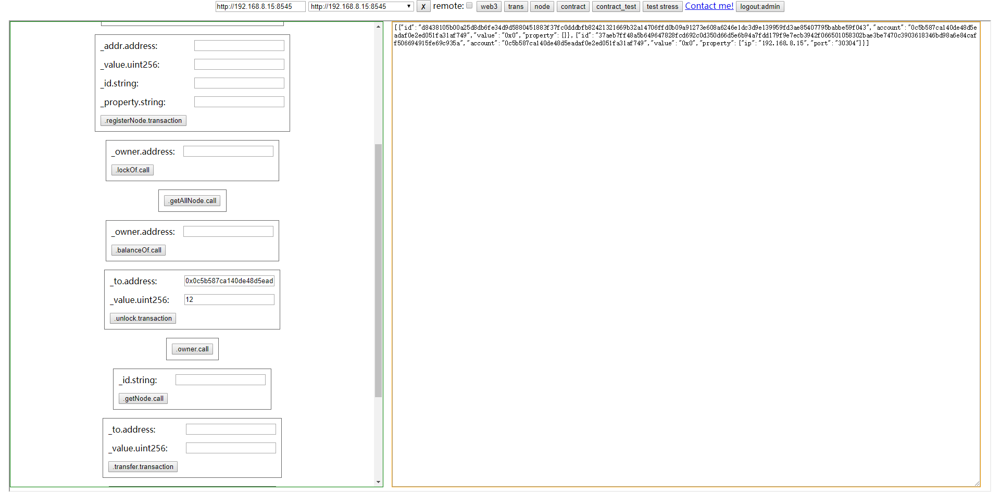 http://192.168.8.15:8545 http://192.168.8.15:8545 ✗ remote: web3 trans node contract contract_test test stress Contact me! logout:admin
_addr.address:
_value.uint256:
_id.string:
_property.string:
.registerNode.transaction
_owner.address:
.lockOf.call
.getAllNode.call
_owner.address:
.balanceOf.call
_to.address: 0x0c5b587ca140de48d5ead
_value.uint256: 12
.unlock.transaction
.owner.call
_id.string:
.getNode.call
_to.address:
_value.uint256:
.transfer.transaction
[{"id":"d8438105b00a25d8db6fe34d9d5880451883f37fc0dddbfb82421321669b32a14706ffd0b09a91273e608a6246e1dc3d9e139959fd3ae85407795babbe59f043","account":"0c5b587ca140de48d5e
adaf0e2ed051fa31af749","value":"0x0","property":{}},{"id":"37aeb7ff48a5b649647828fcd692c0d350d66d5e6b94a7fdd179f9e7ecb3942f066501058302bae3be7470c3903618346bd98a6e84caf
f506694915fe69c935a","account":"0c5b587ca140de48d5eadaf0e2ed051fa31af749","value":"0x0","property":{"ip":"192.168.8.15","port":"30304"}}]